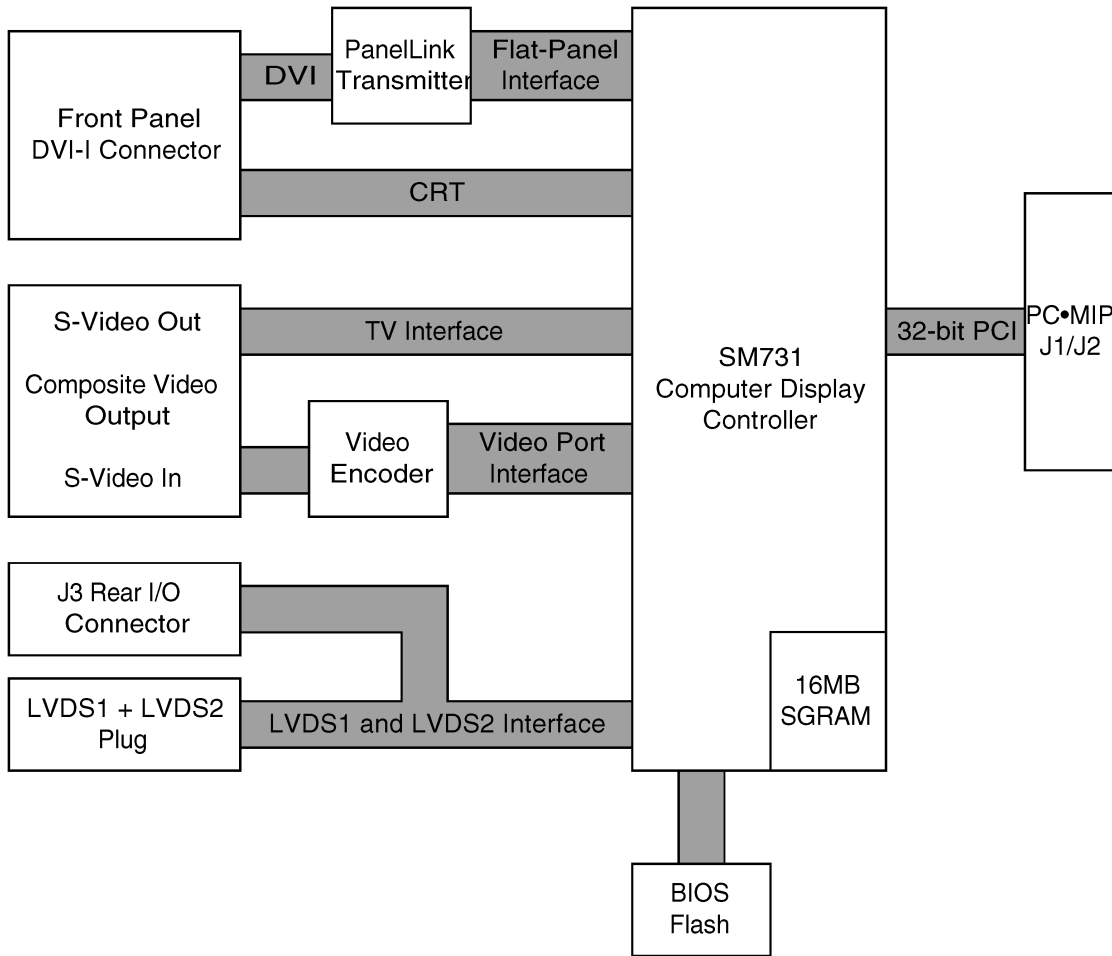 PanelLink
Transmitter
DVI
Flat-Panel
Interface
Front Panel
DVI-I Connector
CRT
S-Video Out
TV Interface
Composite Video
Output
S-Video In
Video
Encoder
Video Port
Interface
SM731
Computer Display
Controller
32-bit PCI
PC•MIP
J1/J2
J3 Rear I/O
Connector
LVDS1 + LVDS2
Plug
LVDS1 and LVDS2 Interface
16MB
SGRAM
BIOS
Flash